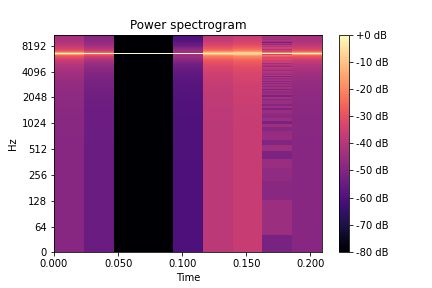 Power spectrogram
8192
4096
2048
1024
512
256
128
64
0
Hz
0.000 0.050 0.100 0.150 0.200
Time
+0 dB
-10 dB
-20 dB
-30 dB
-40 dB
-50 dB
-60 dB
-70 dB
-80 dB